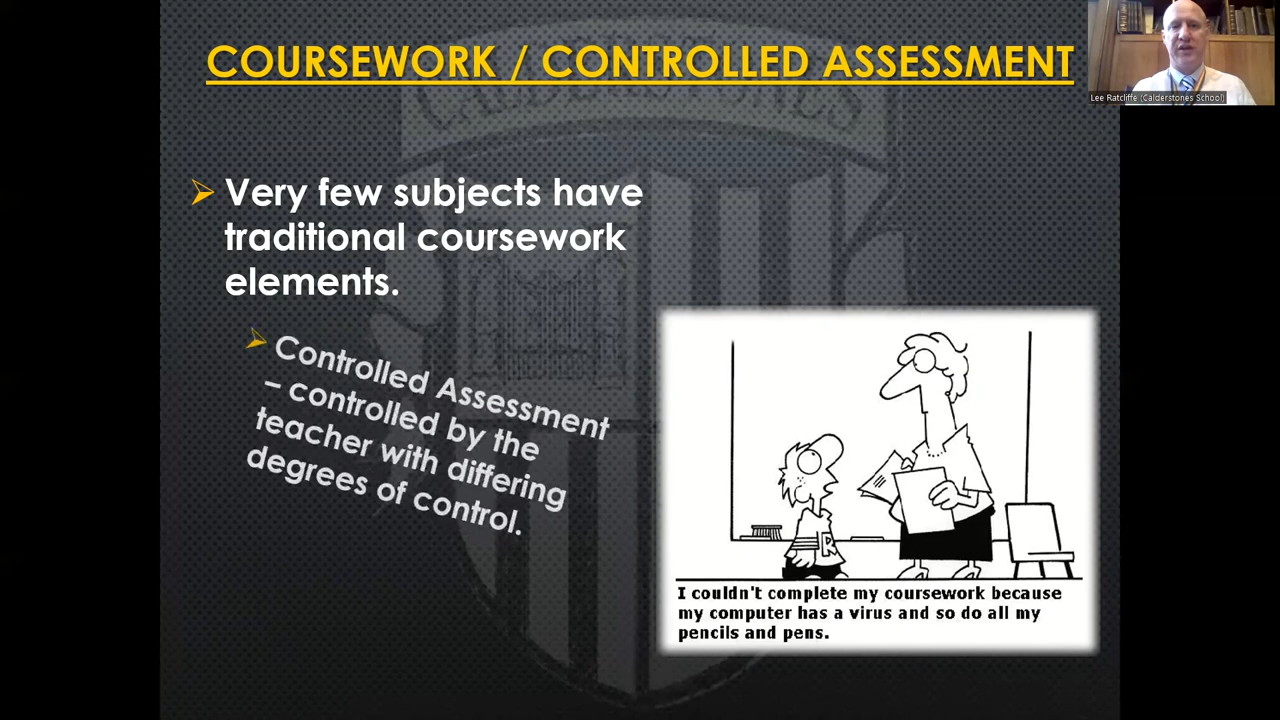 COURSEWORK / CONTROLLED ASSESSMENT
Lee Ratcliffe (Calderstones School)
➢ Very few subjects have
traditional coursework
elements.
➢ Controlled Assessment
– controlled by the
teacher with differing
degrees of control.
R
I couldn't complete my coursework because
my computer has a virus and so do all my
pencils and pens.